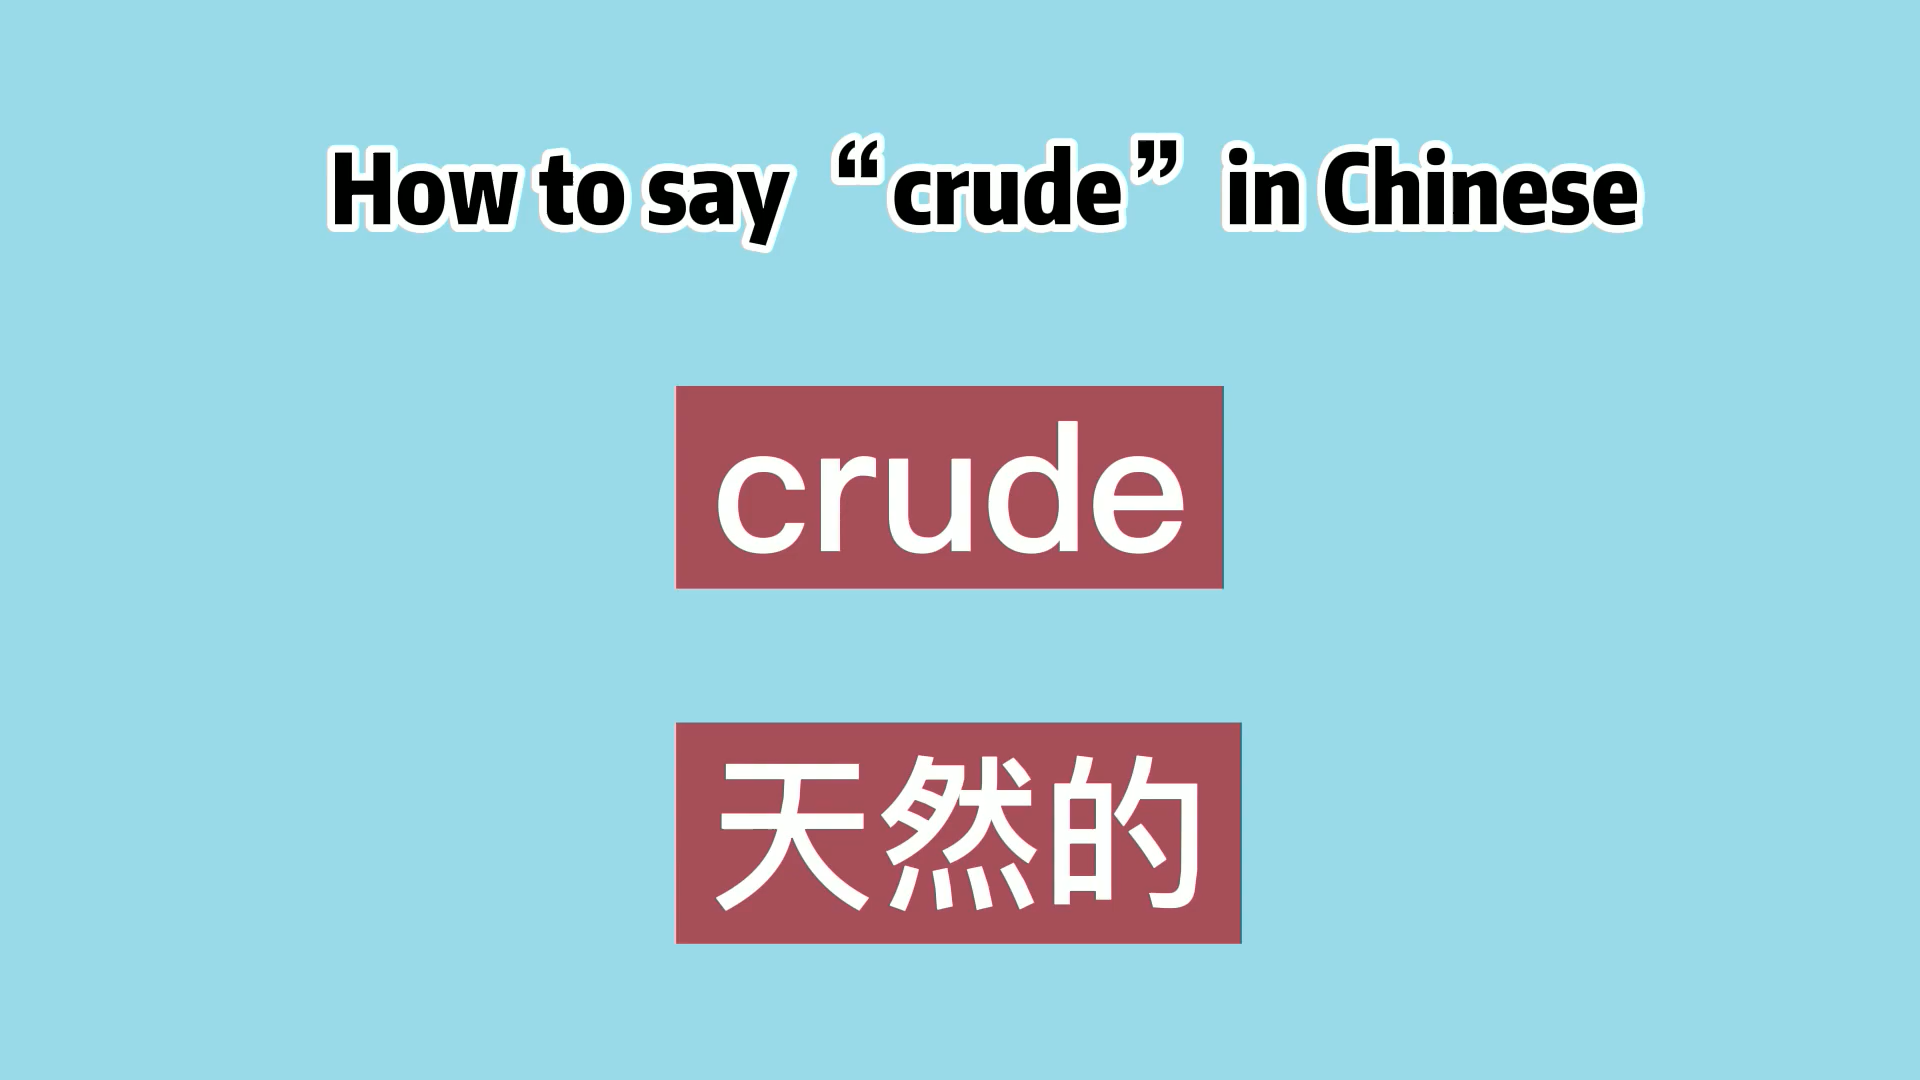 How to say “crude” in Chinese
crude
天然的